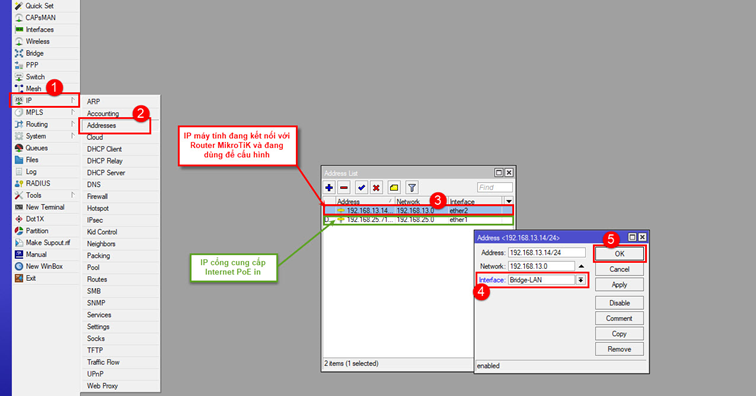 Quick Set
CAPsMAN
Interfaces
Wireless
Bridge
PPP
Switch
Mesh
1
IP
MPLS
Routing
System
Queues
Files
Log
RADIUS
Tools
New Terminal
Dot1X
Partition
Make Supout.rif
Manual
New WinBox
Exit
ARP
Accounting
2
Addresses
Cloud
DHCP Client
DHCP Relay
DHCP Server
DNS
Firewall
Hotspot
IPsec
Kid Control
Neighbors
Packing
Pool
Routes
SMB
SNMP
Services
Settings
Socks
TFTP
Traffic Flow
UPnP
Web Proxy
IP máy tính đang kết nối với
Router MikroTiK và đang
dùng để cấu hình
IP cổng cung cấp
Internet PoE in
Address List
Find
Address Network Interface
3
192.168.13.14... 192.168.13.0 ether2
D 192.168.25.71... 192.168.25.0 ether1
2 items (1 selected)
Address <192.168.13.14/24>
5
Address: 192.168.13.14/24
Network: 192.168.13.0
Interface: Bridge-LAN
4
OK
Cancel
Apply
Disable
Comment
Copy
Remove
enabled